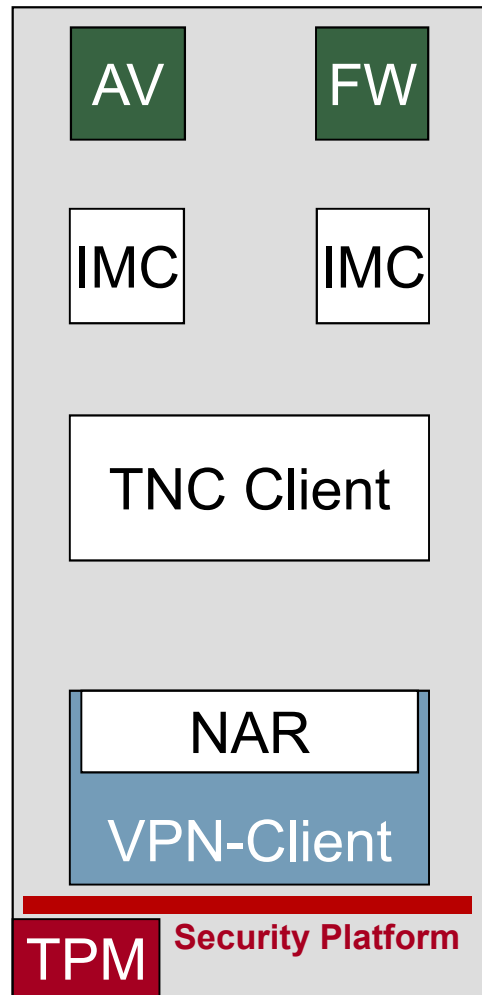 AV
FW
IMC
IMC
TNC Client
NAR
VPN-Client
Security Platform
TPM